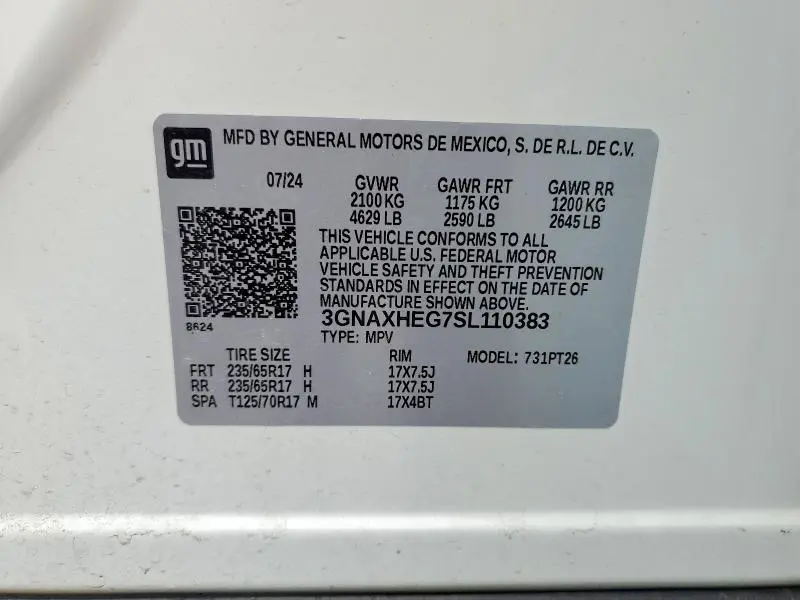 gm MFD BY GENERAL MOTORS DE MEXICO, S. DE R.L. DE C.V.
07/24 GVWR GAWR FRT GAWR RR
2100 KG 1175 KG 1200 KG
4629 LB 2590 LB 2645 LB
THIS VEHICLE CONFORMS TO ALL
APPLICABLE U.S. FEDERAL MOTOR
VEHICLE SAFETY AND THEFT PREVENTION
STANDARDS IN EFFECT ON THE DATE OF
MANUFACTURE SHOWN ABOVE.
8624 3GNAXHEG7SL110383
TYPE: MPV
TIRE SIZE RIM MODEL: 731PT26
FRT 235/65R17 H 17X7.5J
RR 235/65R17 H 17X7.5J
SPA T125/70R17 M 17X4BT